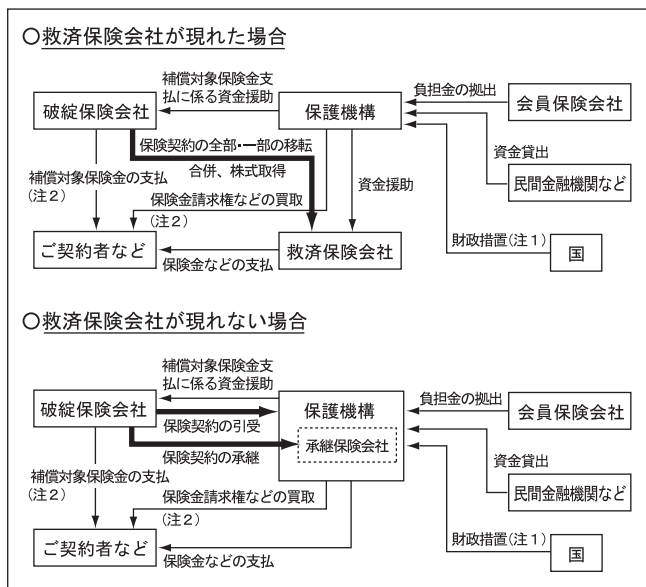 ○救済保険会社が現れた場合
補償対象保険金支
払に係る資金援助
負担金の拠出
破綻保険会社
保護機構
会員保険会社
保険契約の全部・一部の移転
合併、株式取得
資金貸出
補償対象保険金の支払
(注2)
保険金請求権などの買取
(注2)
資金援助
民間金融機関など
ご契約者など
保険金などの支払
救済保険会社
財政措置(注1)
国
○救済保険会社が現れない場合
補償対象保険金支
払に係る資金援助
負担金の拠出
破綻保険会社
保護機構
会員保険会社
保険契約の引受
承継保険会社
保険契約の承継
資金貸出
補償対象保険金の支払
(注2)
保険金請求権などの買取
(注2)
民間金融機関など
ご契約者など
保険金などの支払
財政措置(注1)
国